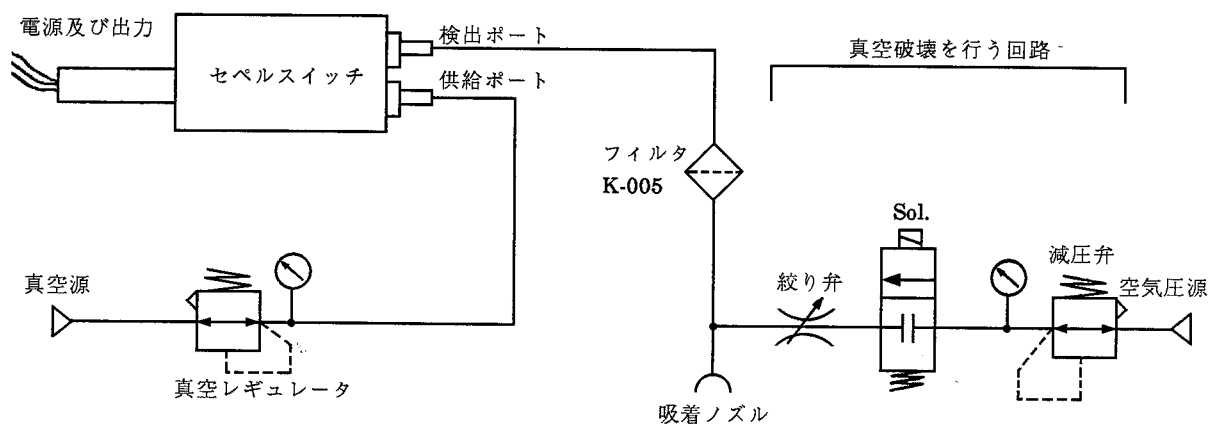 電源及び出力
セペルスイッチ
検出ポート
供給ポート
真空破壊を行う回路
フィルタ
K-005
Sol.
減圧弁
空気圧源
絞り弁
真空源
真空レギュレータ
吸着ノズル